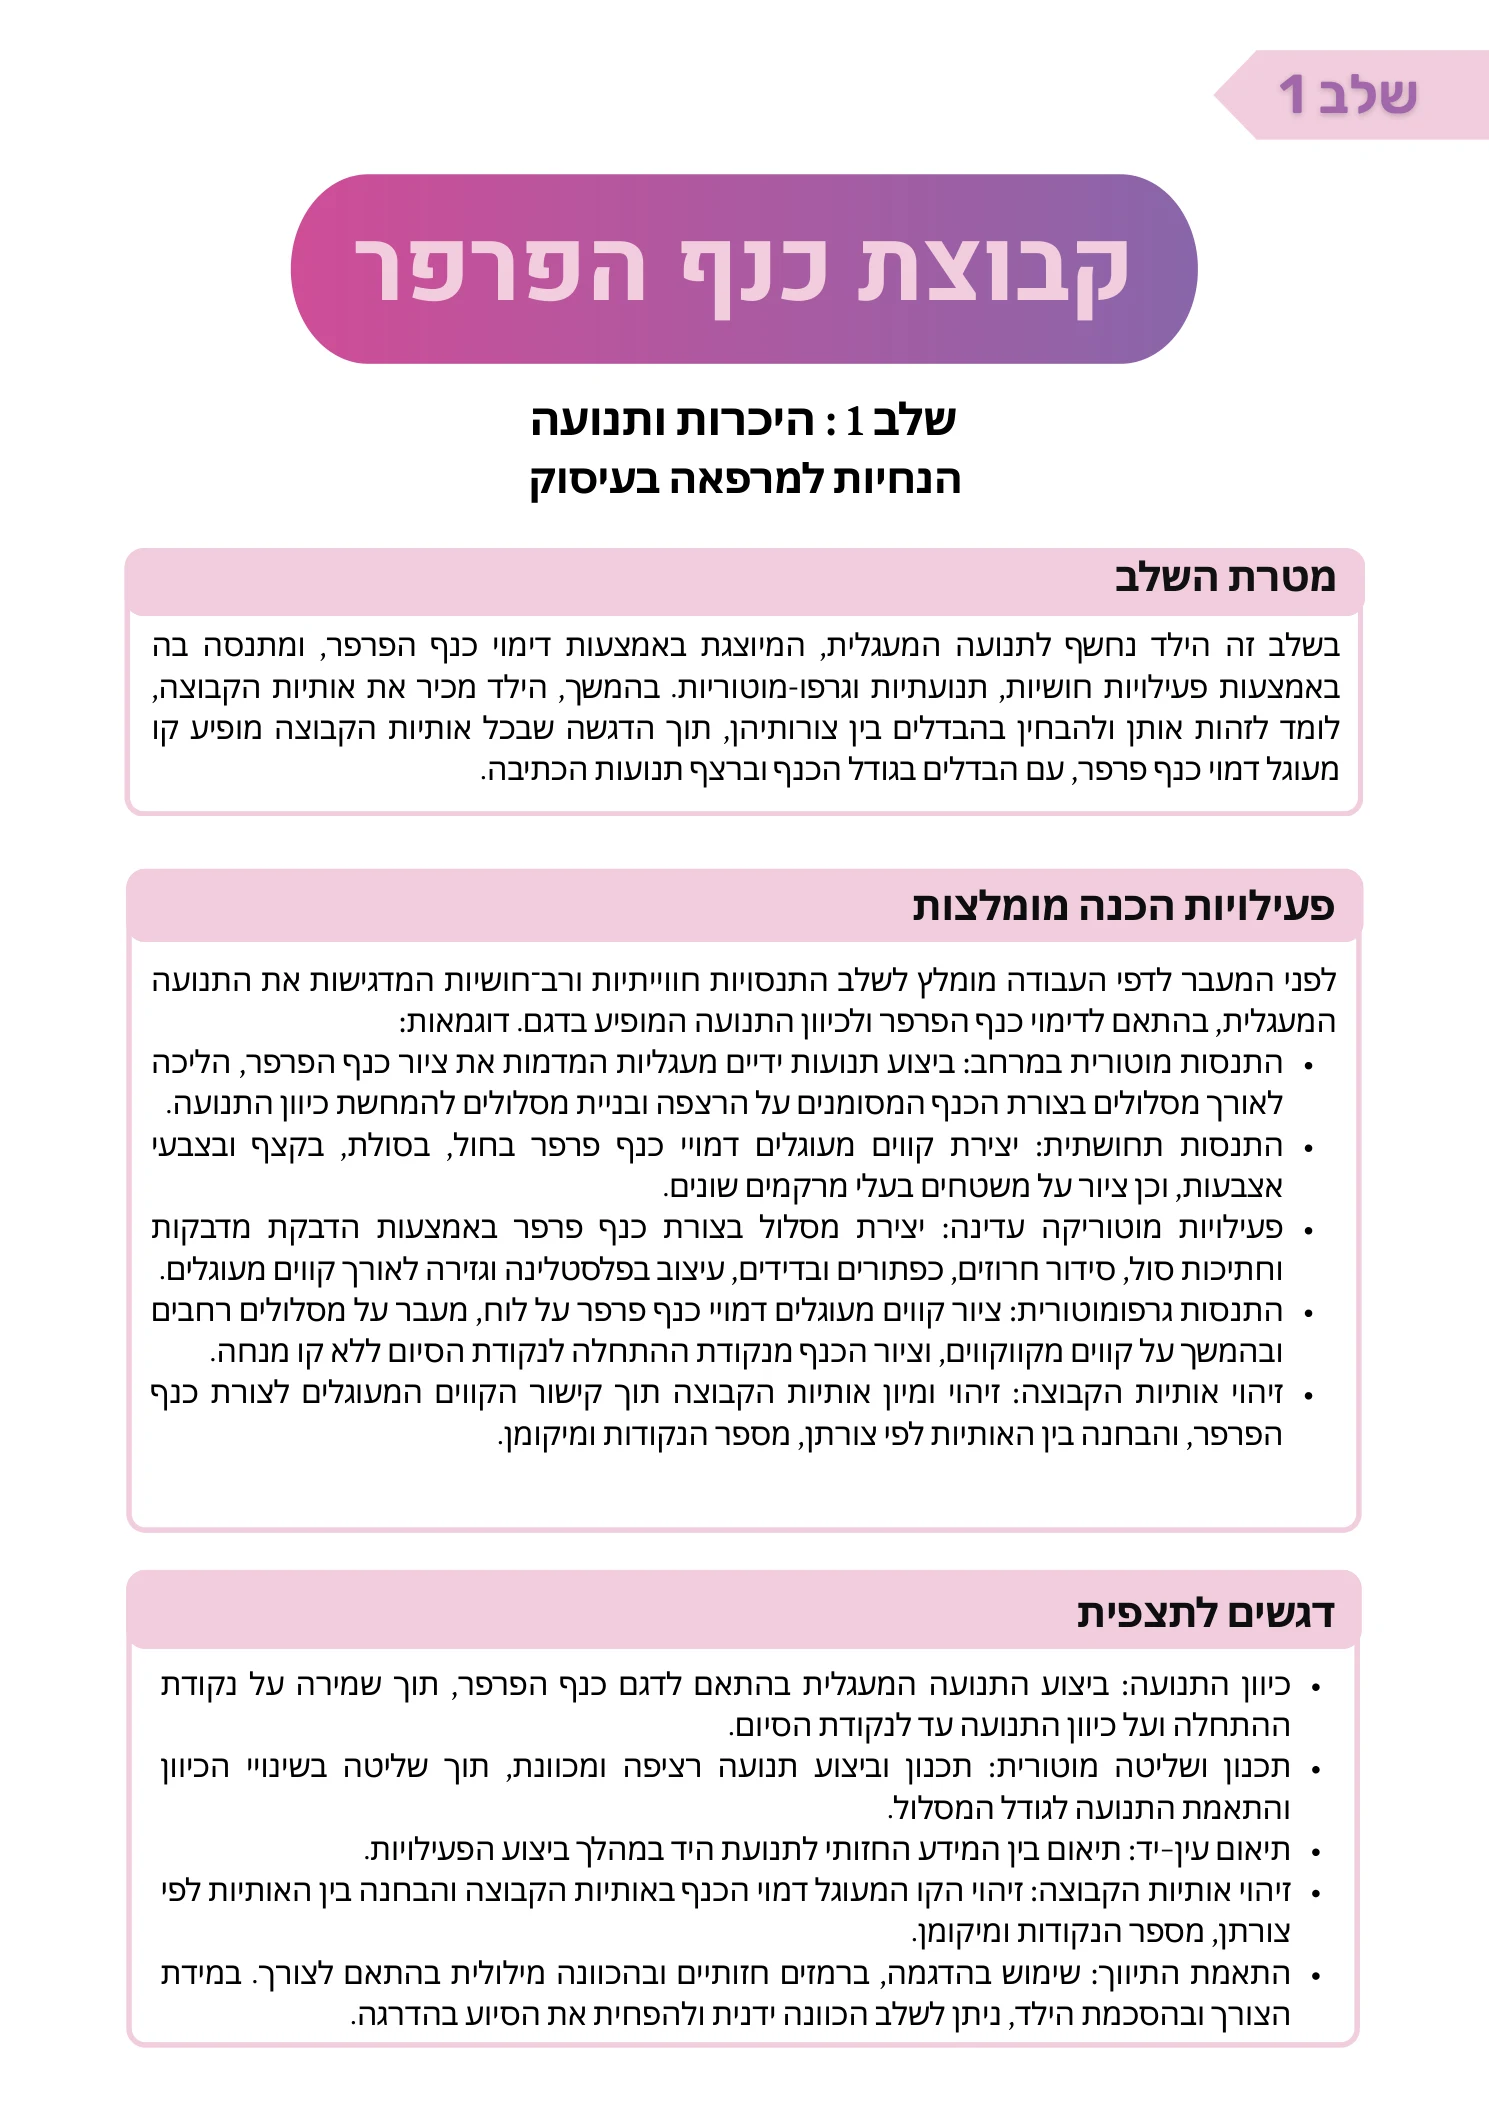 שלב 1
קבוצת כנף הפרפר
שלב 1 : היכרות ותנועה
הנחיות למרפאה בעיסוק
מטרת השלב
בשלב זה הילד נחשף לתנועה המעגלית, המיוצגת באמצעות דימוי כנף הפרפר, ומתנסה בה
באמצעות פעילויות חושיות, תנועתיות וגרפו-מוטוריות. בהמשך, הילד מכיר את אותיות הקבוצה,
לומד לזהות אותן ולהבחין בהבדלים בין צורותיהן, תוך הדגשה שבכל אותיות הקבוצה מופיע קו
מעוגל דמוי כנף פרפר, עם הבדלים בגודל הכנף וברצף תנועות הכתיבה.
פעילויות הכנה מומלצות
לפני המעבר לדפי העבודה מומלץ לשלב התנסויות חווייתיות ורב־חושיות המדגישות את התנועה
המעגלית, בהתאם לדימוי כנף הפרפר ולכיוון התנועה המופיע בדגם. דוגמאות:
• התנסות מוטורית במרחב: ביצוע תנועות ידיים מעגליות המדמות את ציור כנף הפרפר, הליכה
לאורך מסלולים בצורת הכנף המסומנים על הרצפה ובניית מסלולים להמחשת כיוון התנועה.
• התנסות תחושתית: יצירת קווים מעוגלים דמויי כנף פרפר בחול, בסולת, בקצף ובצבעי
אצבעות, וכן ציור על משטחים בעלי מרקמים שונים.
• פעילויות מוטוריקה עדינה: יצירת מסלול בצורת כנף פרפר באמצעות הדבקת מדבקות
וחתיכות סול, סידור חרוזים, כפתורים ובדידים, עיצוב בפלסטלינה וגזירה לאורך קווים מעוגלים.
• התנסות גרפומוטורית: ציור קווים מעוגלים דמויי כנף פרפר על לוח, מעבר על מסלולים רחבים
ובהמשך על קווים מקווקווים, וציור הכנף מנקודת ההתחלה לנקודת הסיום ללא קו מנחה.
• זיהוי אותיות הקבוצה: זיהוי ומיון אותיות הקבוצה תוך קישור הקווים המעוגלים לצורת כנף
הפרפר, והבחנה בין האותיות לפי צורתן, מספר הנקודות ומיקומן.
דגשים לתצפית
• כיוון התנועה: ביצוע התנועה המעגלית בהתאם לדגם כנף הפרפר, תוך שמירה על נקודת
ההתחלה ועל כיוון התנועה עד לנקודת הסיום.
• תכנון ושליטה מוטורית: תכנון וביצוע תנועה רציפה ומכוונת, תוך שליטה בשינויי הכיוון
והתאמת התנועה לגודל המסלול.
• תיאום עין–יד: תיאום בין המידע החזותי לתנועת היד במהלך ביצוע הפעילויות.
• זיהוי אותיות הקבוצה: זיהוי הקו המעוגל דמוי הכנף באותיות הקבוצה והבחנה בין האותיות לפי
צורתן, מספר הנקודות ומיקומן.
• התאמת התיווך: שימוש בהדגמה, ברמזים חזותיים ובהכוונה מילולית בהתאם לצורך. במידת
הצורך ובהסכמת הילד, ניתן לשלב הכוונה ידנית ולהפחית את הסיוע בהדרגה.